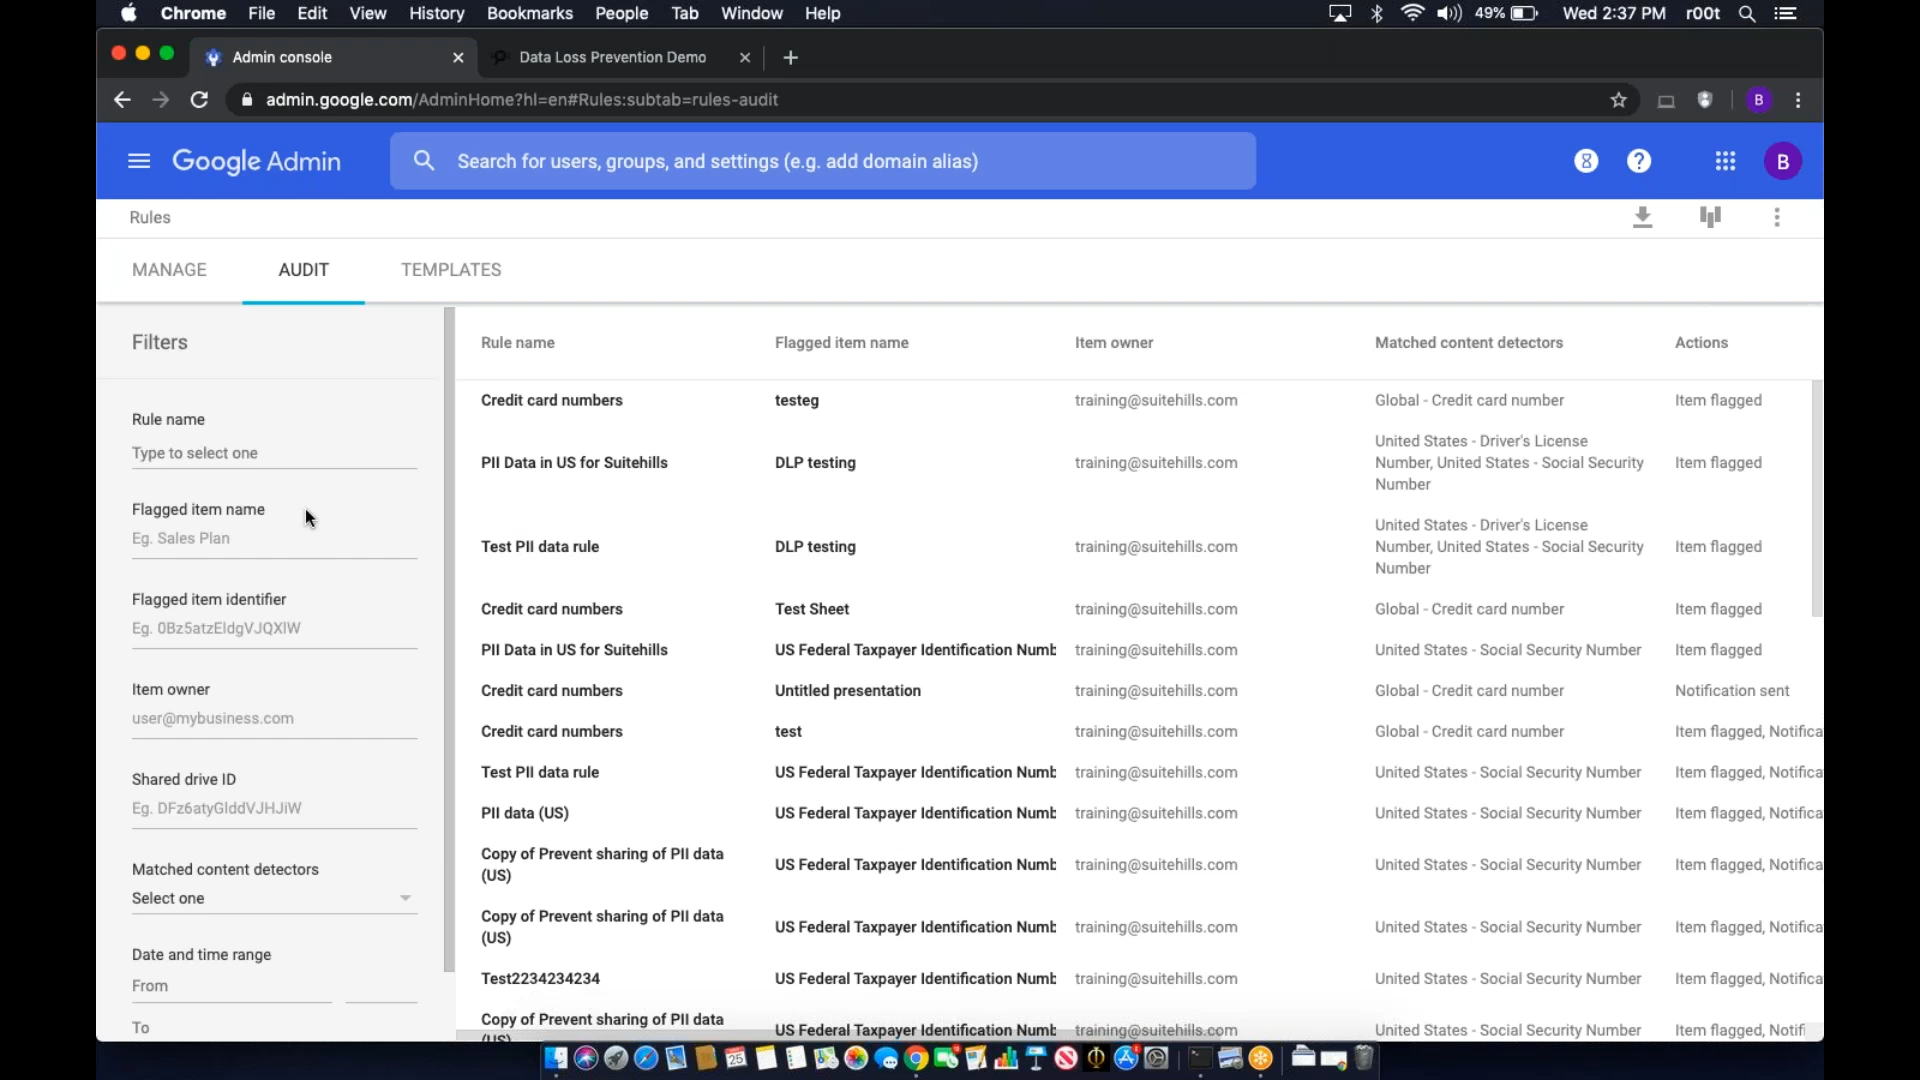 Chrome File Edit View History Bookmarks People Tab Window Help 49% Wed 2:37 PM r00t
Admin console Data Loss Prevention Demo
admin.google.com/AdminHome?hl=en#Rules:subtab=rules-audit B
Google Admin Search for users, groups, and settings (e.g. add domain alias) 8 ? B
Rules
MANAGE AUDIT TEMPLATES
Filters
Rule name
Type to select one
Flagged item name
Eg. Sales Plan
Flagged item identifier
Eg. 0Bz5atzEldgVJQXlW
Item owner
user@mybusiness.com
Shared drive ID
Eg. DFz6atyGlddVJHJiW
Matched content detectors
Select one
Date and time range
From
To
Rule name Flagged item name Item owner Matched content detectors Actions
Credit card numbers testeg training@suitehills.com Global - Credit card number Item flagged
United States - Driver's License
PII Data in US for Suitehills DLP testing training@suitehills.com Number, United States - Social Security Item flagged
Number
United States - Driver's License
Test PII data rule DLP testing training@suitehills.com Number, United States - Social Security Item flagged
Number
Credit card numbers Test Sheet training@suitehills.com Global - Credit card number Item flagged
PII Data in US for Suitehills US Federal Taxpayer Identification Numb training@suitehills.com United States - Social Security Number Item flagged
Credit card numbers Untitled presentation training@suitehills.com Global - Credit card number Notification sent
Credit card numbers test training@suitehills.com Global - Credit card number Item flagged, Notifica
Test PII data rule US Federal Taxpayer Identification Numb training@suitehills.com United States - Social Security Number Item flagged, Notifica
PII data (US) US Federal Taxpayer Identification Numb training@suitehills.com United States - Social Security Number Item flagged, Notifica
Copy of Prevent sharing of PII data
(US) US Federal Taxpayer Identification Numb training@suitehills.com United States - Social Security Number Item flagged, Notifica
Copy of Prevent sharing of PII data
(US) US Federal Taxpayer Identification Numb training@suitehills.com United States - Social Security Number Item flagged, Notifica
Test2234234234 US Federal Taxpayer Identification Numb training@suitehills.com United States - Social Security Number Item flagged, Notifica
Copy of Prevent sharing of PII data
(US) US Federal Taxpayer Identification Numb training@suitehills.com United States - Social Security Number Item flagged, Notifi
25